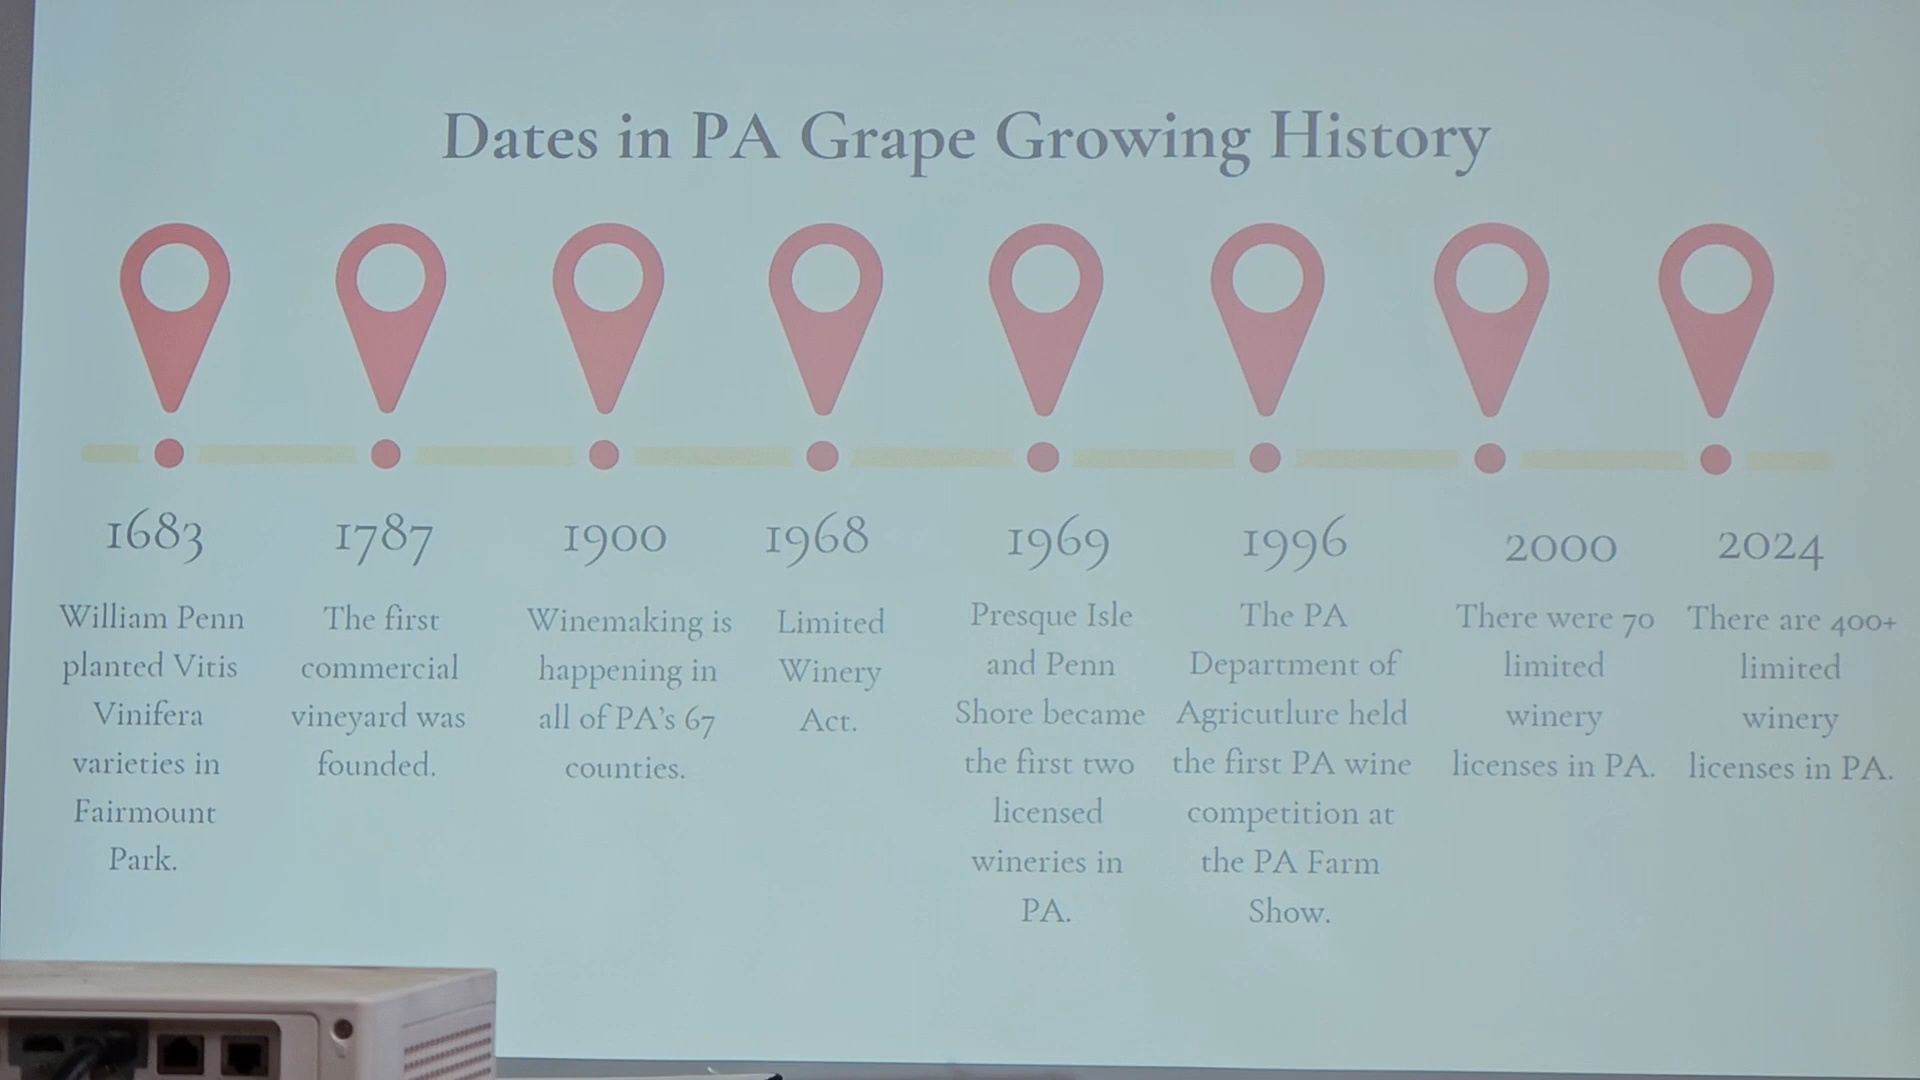 Dates in PA Grape Growing History
1683
William Penn
planted Vitis
Vinifera
varieties in
Fairmount
Park.
1787
The first
commercial
vineyard was
founded.
1900
Winemaking is
happening in
all of PA's 67
counties.
1968
Limited
Winery
Act.
1969
Presque Isle
and Penn
Shore became
the first two
licensed
wineries in
PA.
1996
The PA
Department of
Agricutlure held
the first PA wine
competition at
the PA Farm
Show.
2000
There were 70
limited
winery
licenses in PA.
2024
There are 400+
limited
winery
licenses in PA.